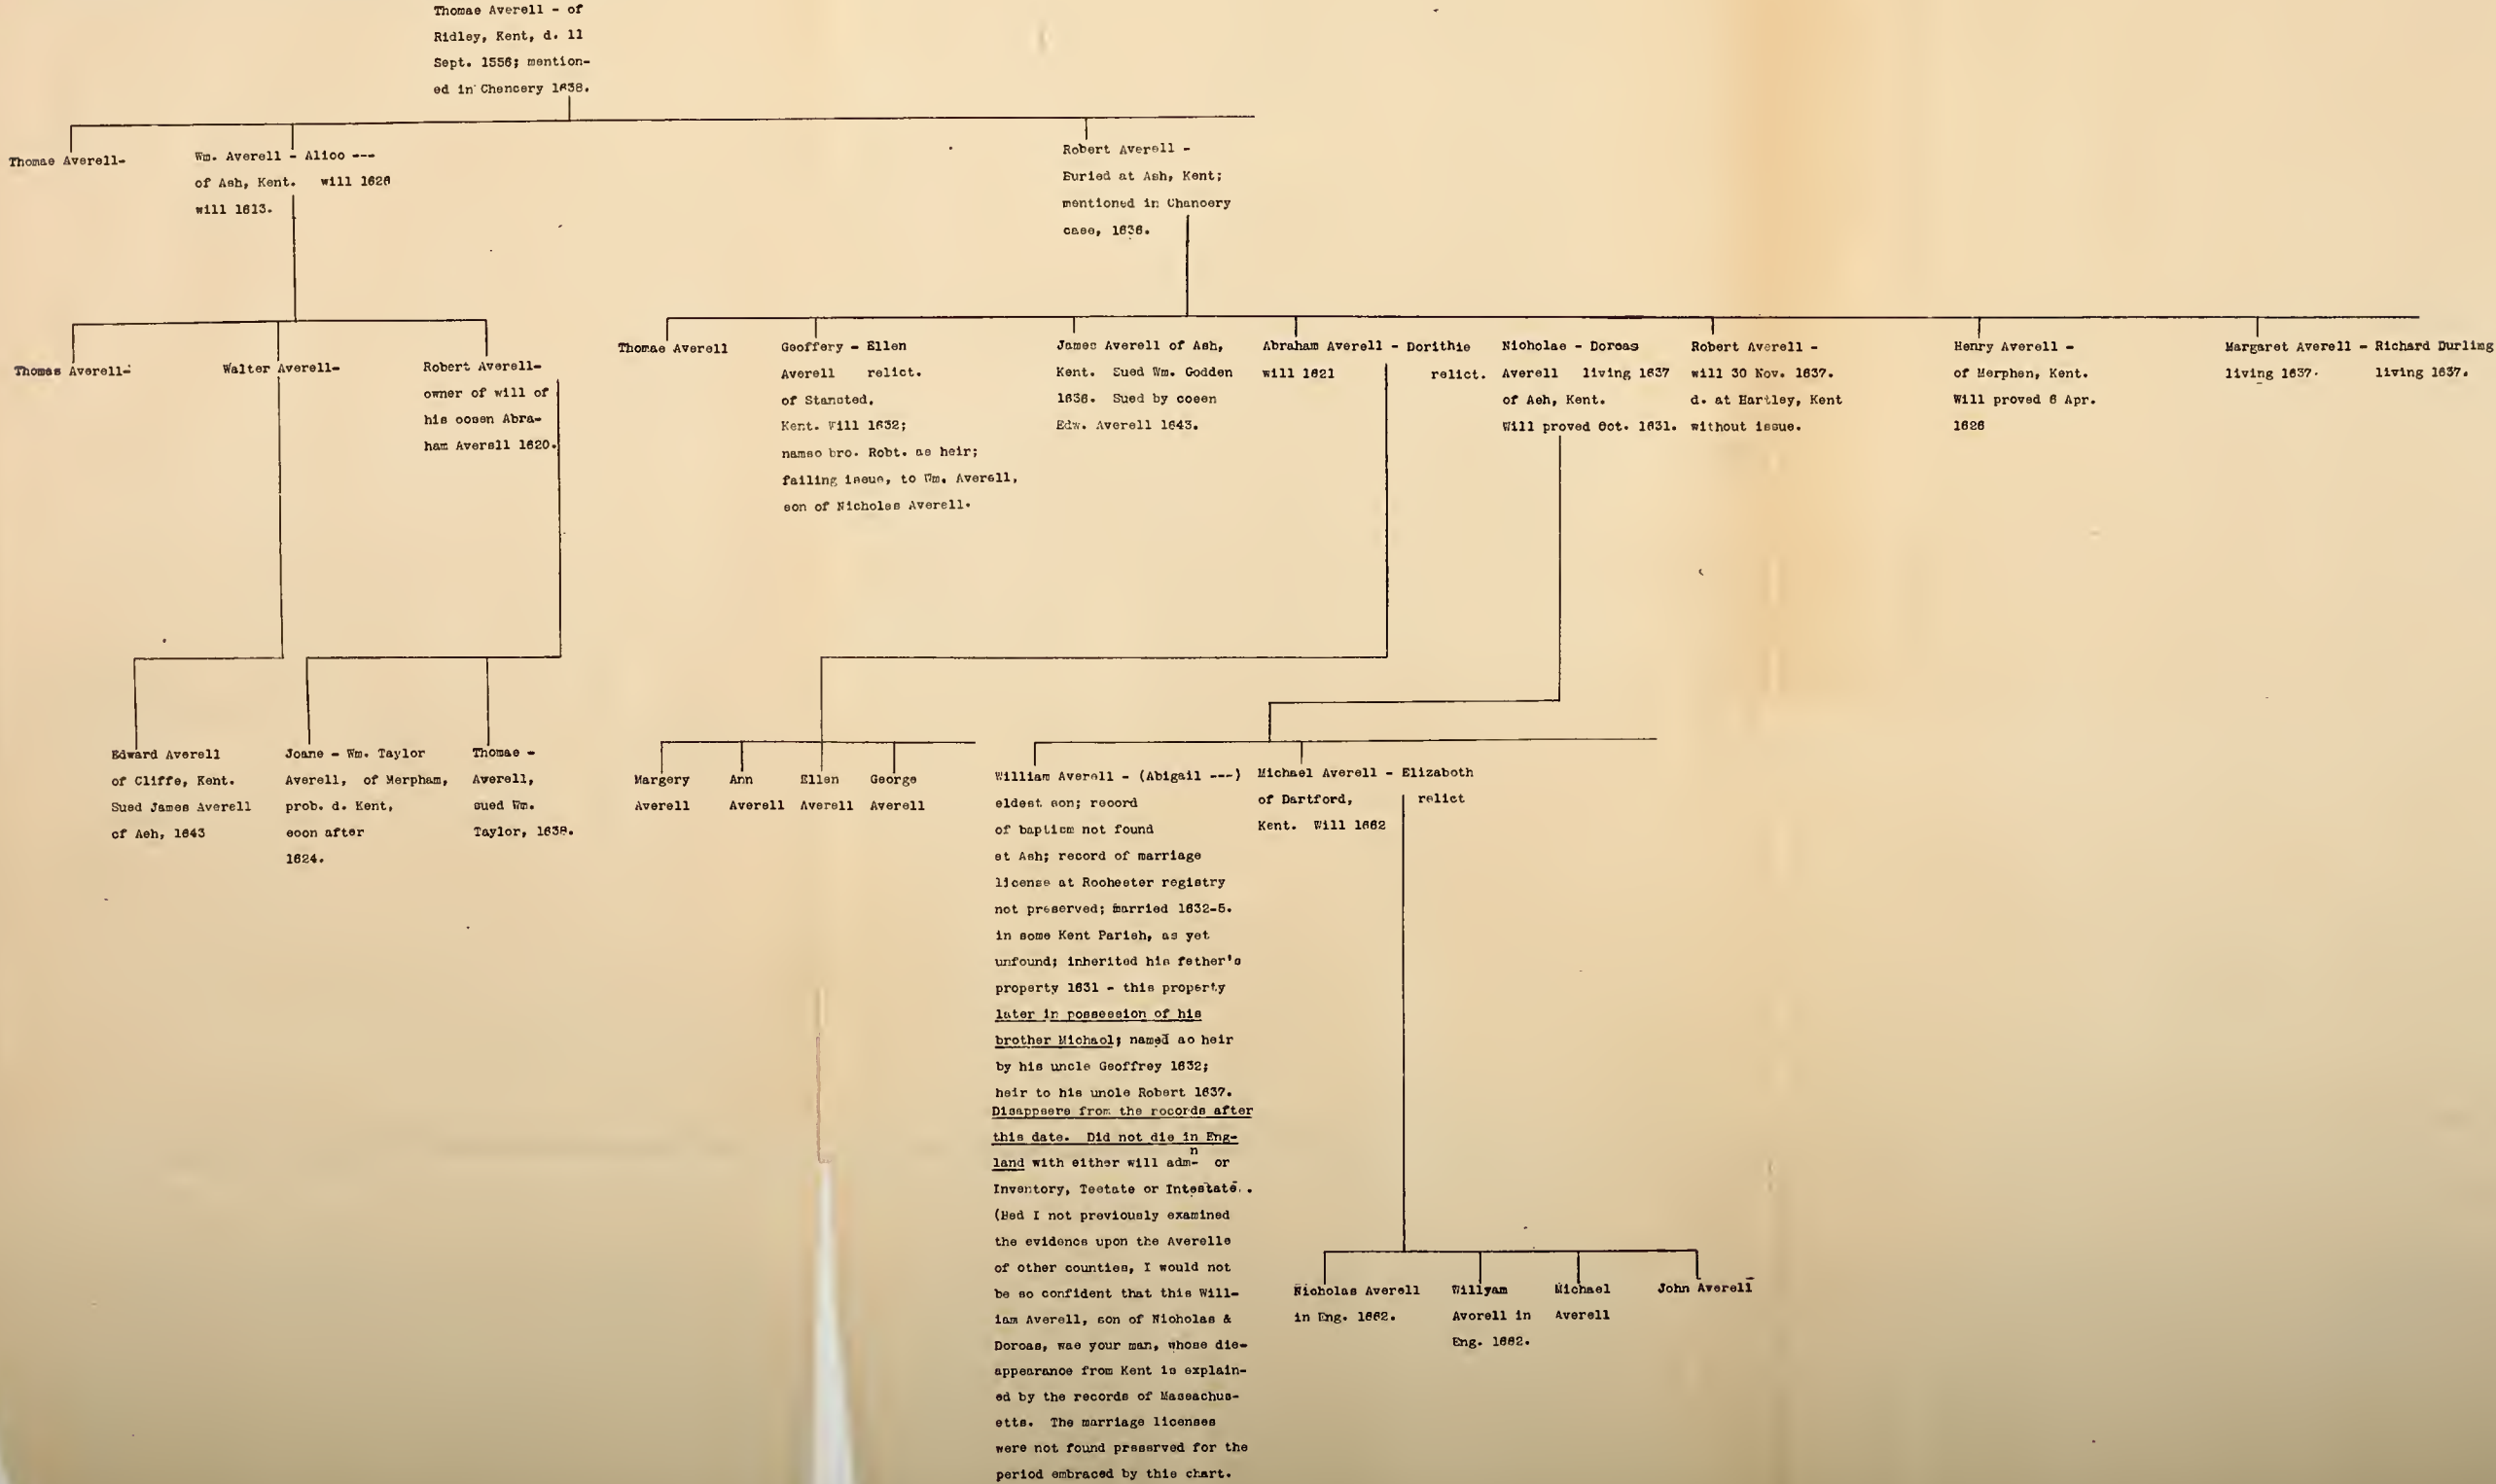 Thomas Averell - of
Ridley, Kent, d. 11
Sept. 1556; mention-
ed in Chancery 1638.
Thomas Averell-
Wm. Averell - Alice ---
of Ash, Kent. will 1626
will 1613.
Robert Averell -
Buried at Ash, Kent;
mentioned in Chancery
case, 1636.
Thomas Averell-
Walter Averell-
Robert Averell-
owner of will of
his cosen Abra-
ham Averell 1620.
Thomas Averell
Geoffery - Ellen
Averell relict.
of Stansted,
Kent. Will 1632;
names bro. Robt. as heir;
failing issue, to Wm. Averell,
son of Nicholas Averell.
James Averell of Ash,
Kent. Sued Wm. Godden
1636. Sued by cosen
Edw. Averell 1643.
Abraham Averell - Dorithie
will 1621 relict.
Nicholas - Dorcas
Averell living 1637
of Ash, Kent.
Will proved Oct. 1631.
Robert Averell -
will 30 Nov. 1637.
d. at Hartley, Kent
without issue.
Henry Averell -
of Merphen, Kent.
Will proved 6 Apr.
1626
Margaret Averell - Richard Durling
living 1637. living 1637.
Edward Averell
of Cliffe, Kent.
Sued James Averell
of Ash, 1643
Joane - Wm. Taylor
Averell, of Merpham,
prob. d. Kent,
soon after
1624.
Thomas -
Averell,
sued Wm.
Taylor, 1638.
Margery
Averell
Ann
Averell
Ellen
Averell
George
Averell
William Averell - (Abigail ---)
eldest son; record
of baptism not found
at Ash; record of marriage
license at Rochester registry
not preserved; married 1632-5.
in some Kent Parish, as yet
unfound; inherited his father's
property 1631 - this property
later in possession of his
brother Michael; named as heir
by his uncle Geoffrey 1632;
heir to his uncle Robert 1637.
Disappears from the records after
this date. Did not die in Eng-
land with either will admn- or
Inventory, Testate or Intestate.
(Had I not previously examined
the evidence upon the Averells
of other counties, I would not
be so confident that this Will-
iam Averell, son of Nicholas &
Dorcas, was your man, whose dis-
appearance from Kent is explain-
ed by the records of Massachus-
etts. The marriage licenses
were not found preserved for the
period embraced by this chart.
Michael Averell - Elizabeth
of Dartford, relict
Kent. Will 1662
Nicholas Averell
in Eng. 1662.
Willyam
Averell in
Eng. 1662.
Michael
Averell
John Averell